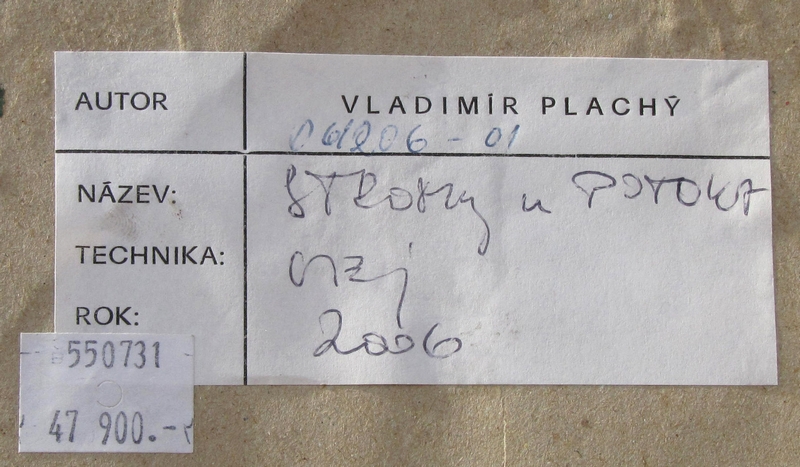 AUTOR
VLADIMÍR PLACHÝ
061206 - 01
NÁZEV:
STROMY u POTOKA
TECHNIKA:
olej
ROK:
2006
550731
47 900.-